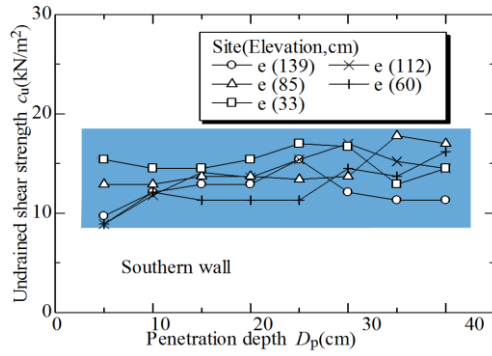 30
20
10
0
Undrained shear strength cu(kN/m²)
Site(Elevation,cm)
e (139) e (112)
e (85) e (60)
e (33)
Southern wall
0 10 20 30 40
Penetration depth Dp(cm)